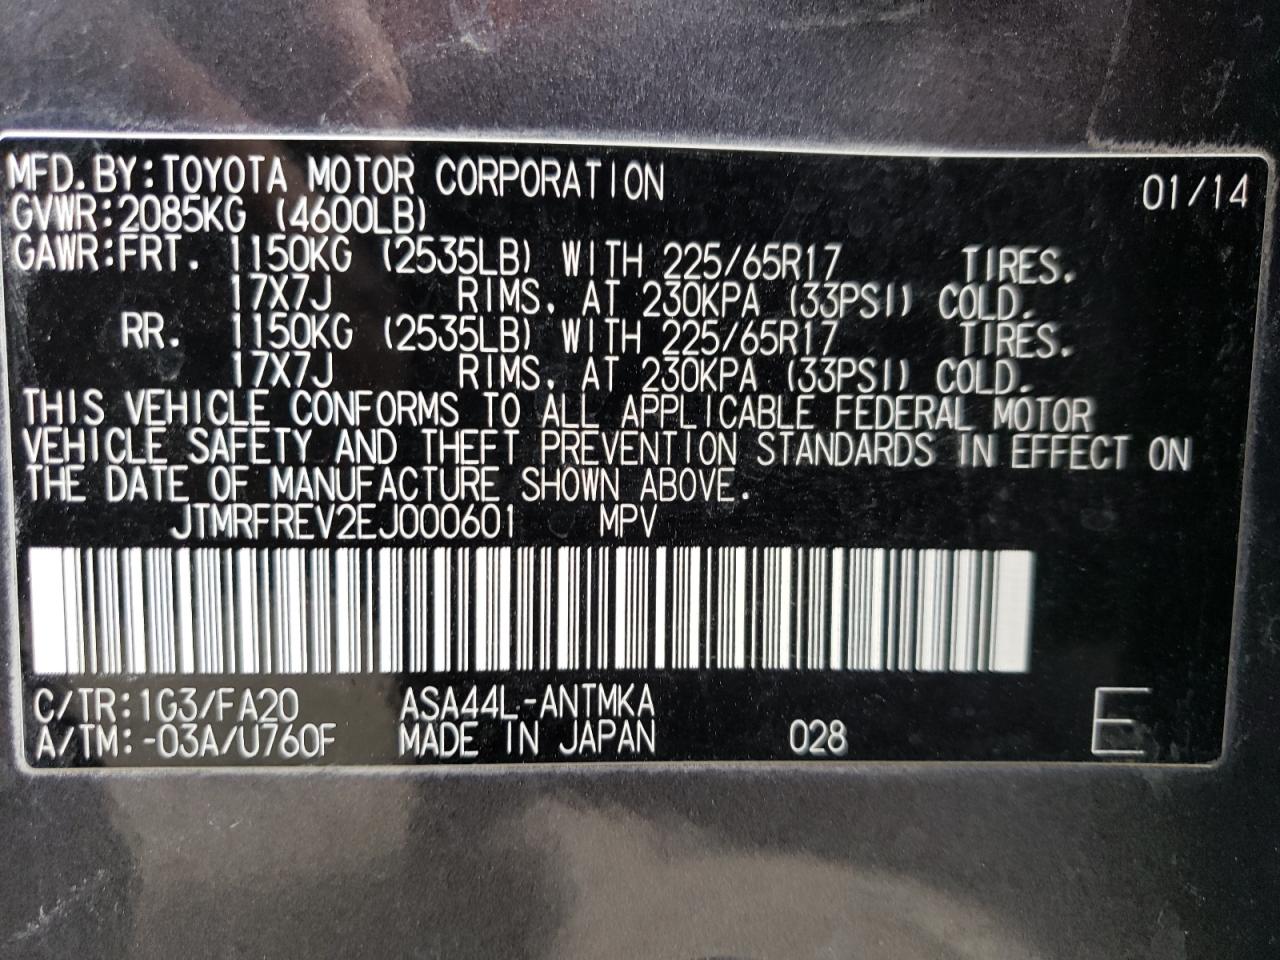 MFD.BY:TOYOTA MOTOR CORPORATION 01/14
GVWR:2085KG (4600LB)
GAWR:FRT. 1150KG (2535LB) WITH 225/65R17 TIRES.
17X7J RIMS. AT 230KPA (33PSI) COLD.
RR. 1150KG (2535LB) WITH 225/65R17 TIRES.
17X7J RIMS. AT 230KPA (33PSI) COLD.
THIS VEHICLE CONFORMS TO ALL APPLICABLE FEDERAL MOTOR
VEHICLE SAFETY AND THEFT PREVENTION STANDARDS IN EFFECT ON
THE DATE OF MANUFACTURE SHOWN ABOVE.
JTMRFREV2EJ000601 MPV
C/TR:1G3/FA20 ASA44L-ANTMKA
A/TM:-03A/U760F MADE IN JAPAN 028 E